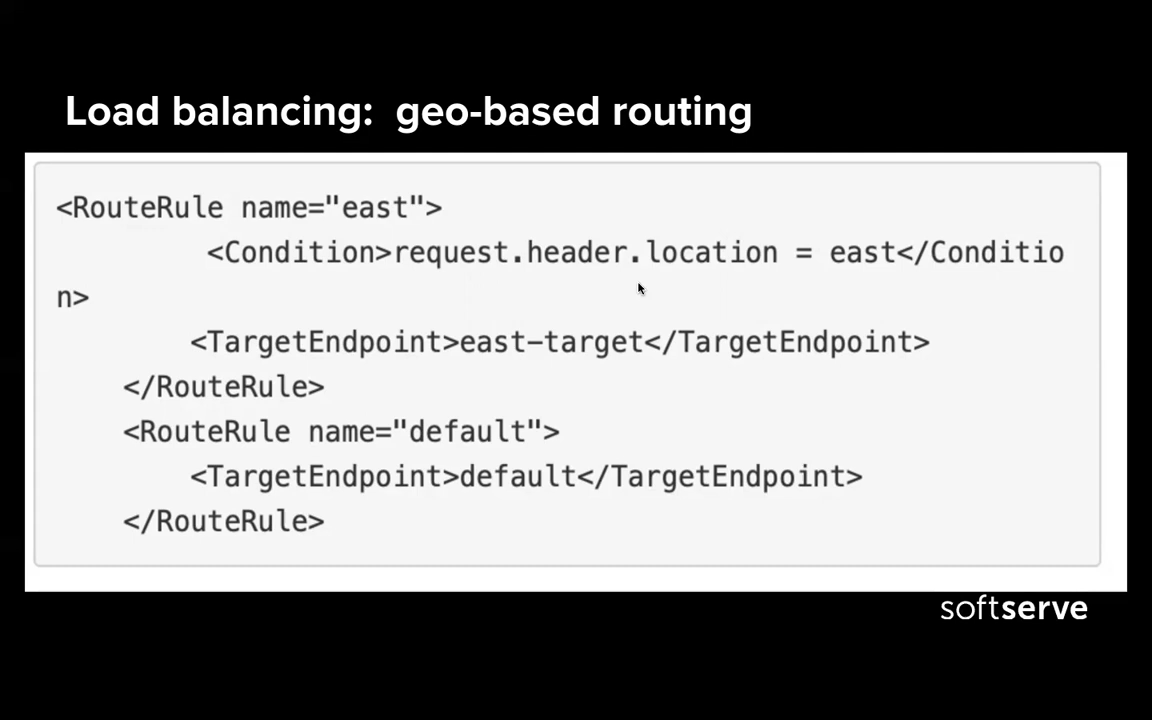 Load balancing:  geo-based routing
<RouteRule name="east">
<Condition>request.header.location = east</Conditio
n>
<TargetEndpoint>east-target</TargetEndpoint>
</RouteRule>
<RouteRule name="default">
<TargetEndpoint>default</TargetEndpoint>
</RouteRule>
softserve